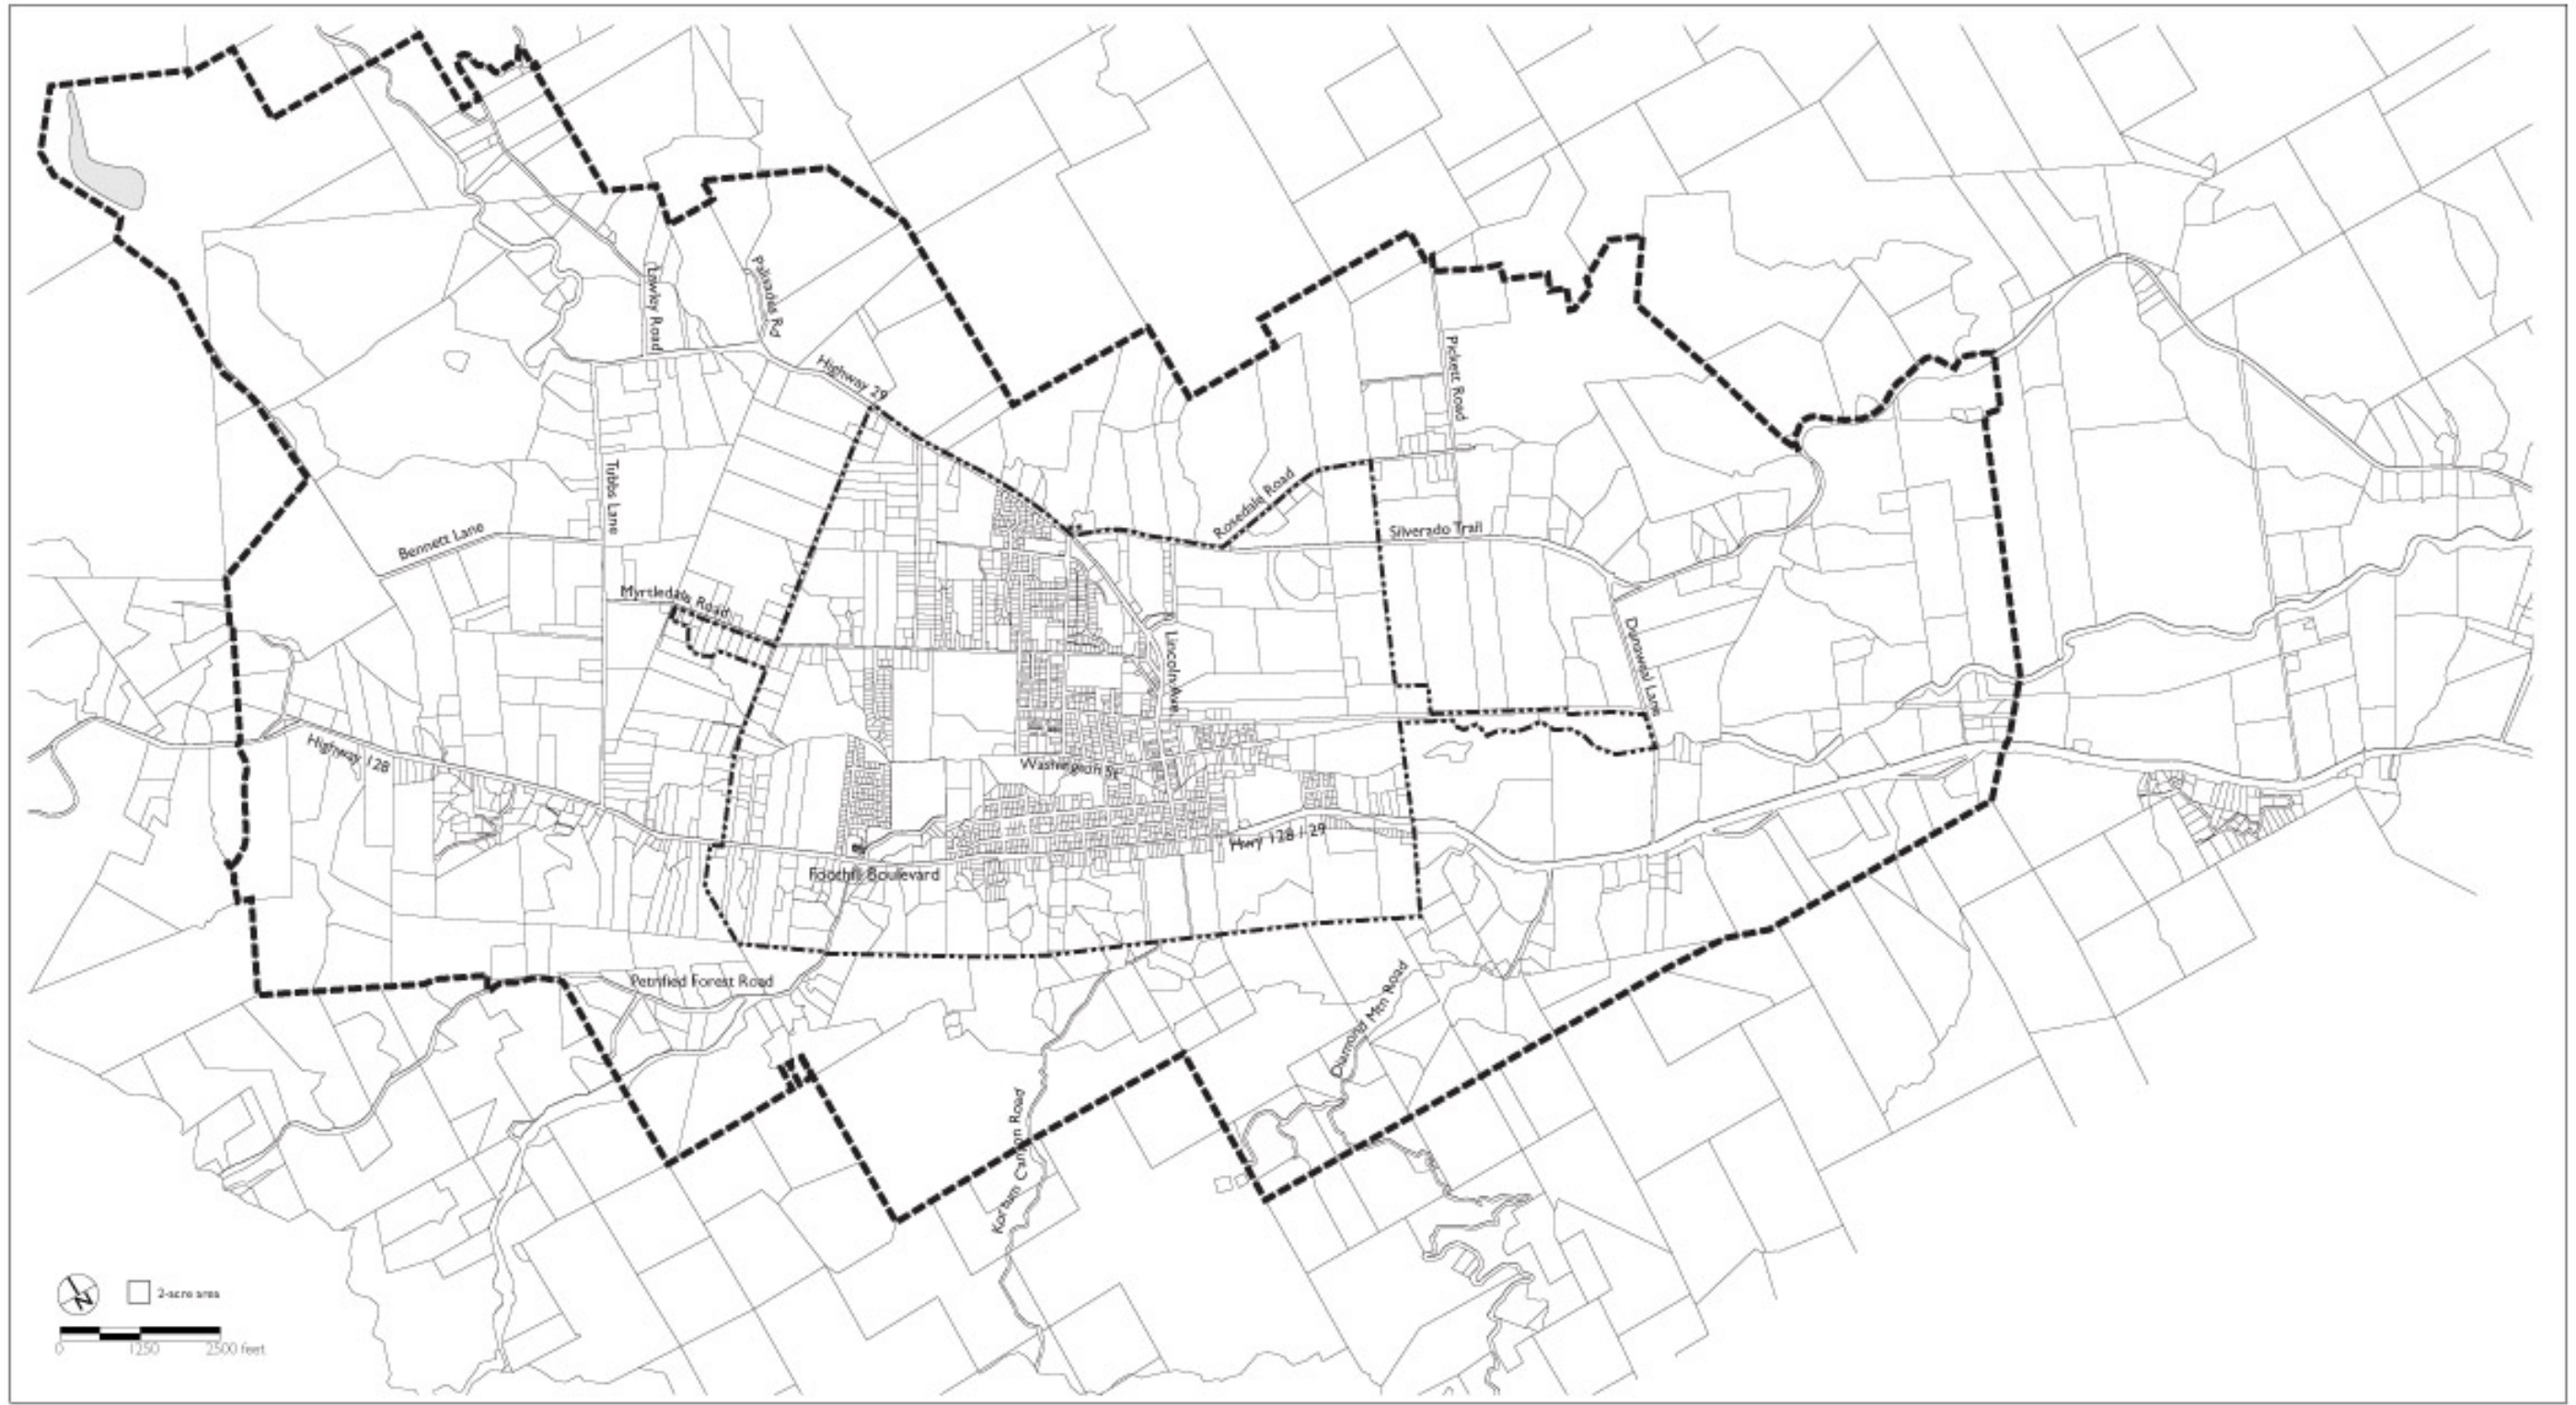 Lawley Road
Palisades Rd
Highway 29
Pickett Road
Tubbs Lane
Rosedale Road
Bennett Lane
Silverado Trail
Myrtledale Road
Dunaweal Lane
Lincoln Ave
Highway 128
Washington St
Hwy 128 / 29
Foothill Boulevard
Petrified Forest Road
Diamond Mtn Road
Kortum Canyon Road
N
2-acre area
0 1250 2500 feet